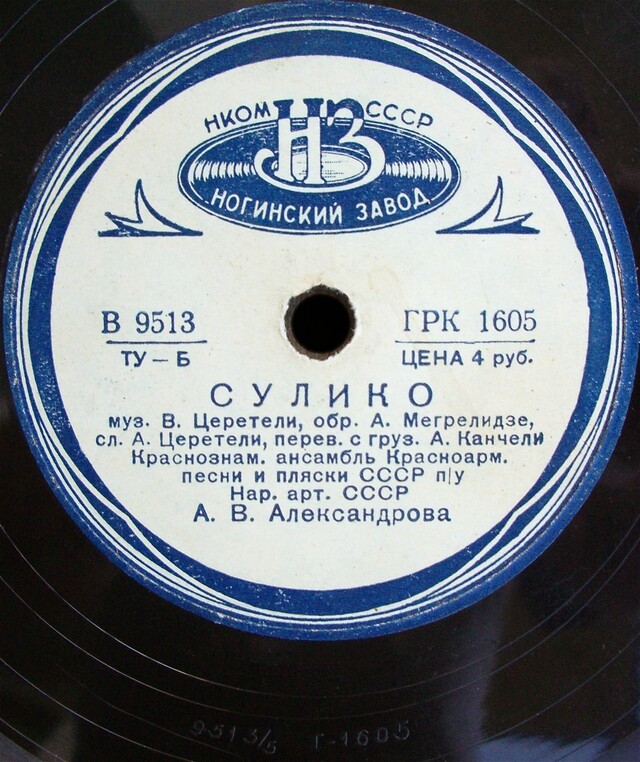 НКОМ НЗ СССР
НОГИНСКИЙ ЗАВОД
В 9513 ГРК 1605
ТУ — Б ЦЕНА 4 руб.
СУЛИКО
муз. В. Церетели, обр. А. Мегрелидзе,
сл. А. Церетели, перев. с груз. А. Канчели
Краснознам. ансамбль Красноарм.
песни и пляски СССР п/у
Нар. арт. СССР
А. В. Александрова
9513/5 Г-1605